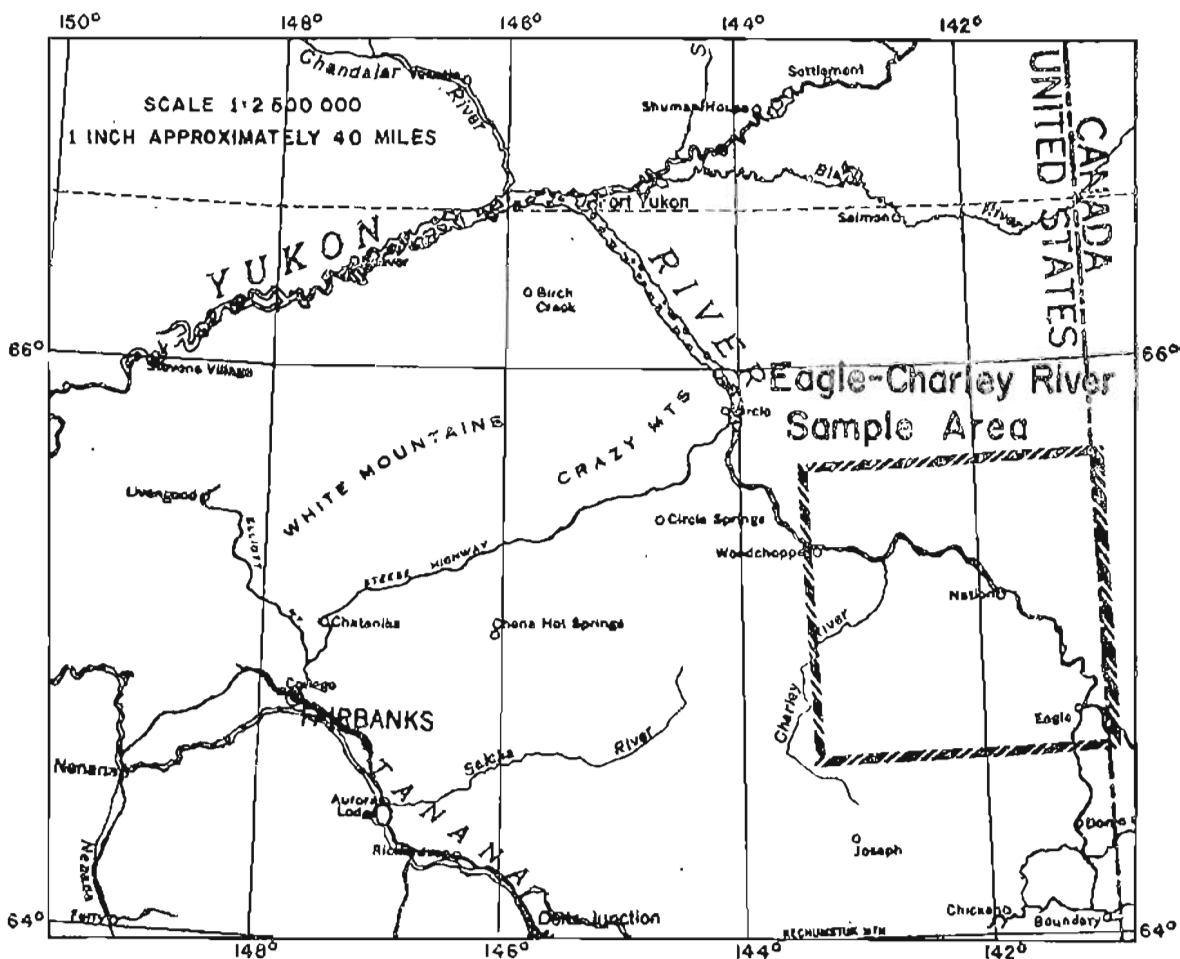 150° 148° 146° 144° 142°
Chandalar
River
SCALE 1:2 500 000
1 INCH APPROXIMATELY 40 MILES
Settlement
Shuman House
UNITED STATES
CANADA
YUKON
RIVER
Salmon
River
Birch
Creek
66° 66°
Stevens Village
Eagle-Charley River
Sample Area
WHITE MOUNTAINS
CRAZY MTS
Livengood
ELLIOTT
STEESE HIGHWAY
Circle Springs
Woodchopper
Nation
Chatanika
Chena Hot Springs
River
Charley
College
FAIRBANKS
Eagle
Nenana
Salcha River
TANANA
Aurora
Lodge
Joseph
Nenana
Ferry
Delta Junction
Chicken
Boundary
64° 64°
148° 146° 144° 142°